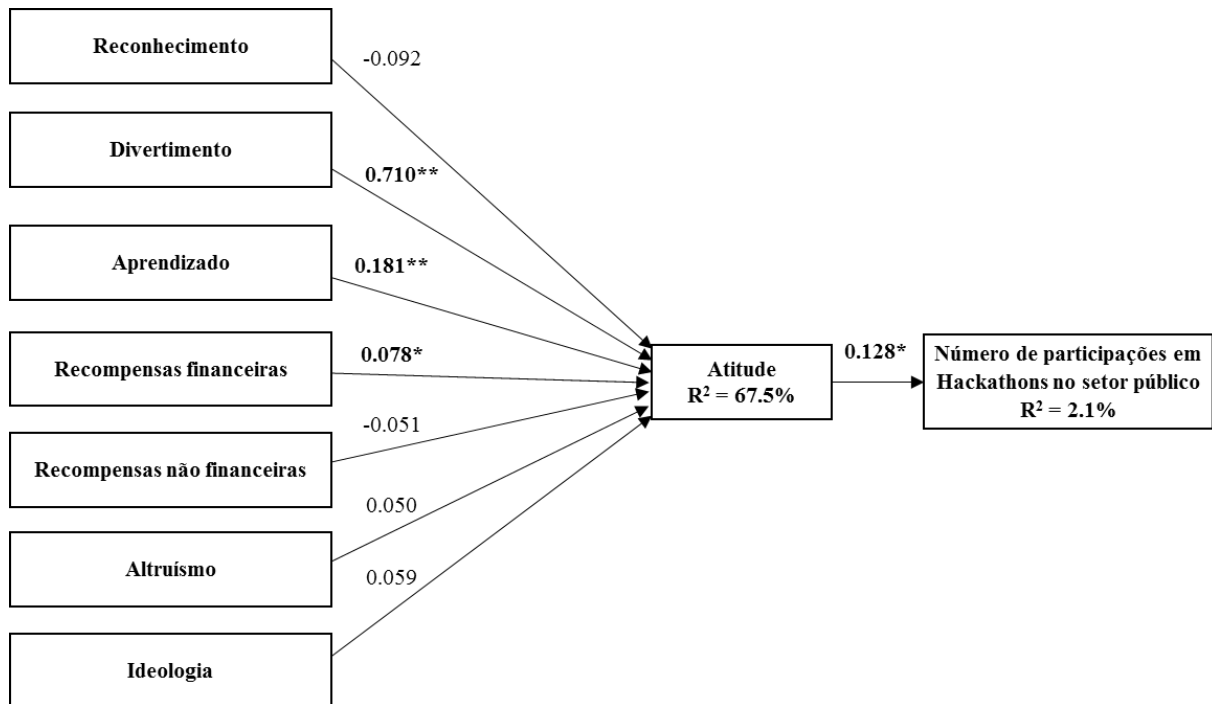 Reconhecimento
-0.092
Divertimento
0.710**
Aprendizado
0.181**
Recompensas financeiras
0.078*
Recompensas não financeiras
-0.051
Altruísmo
0.050
Ideologia
0.059
Atitude
R² = 67.5%
0.128*
Número de participações em
Hackathons no setor público
R² = 2.1%